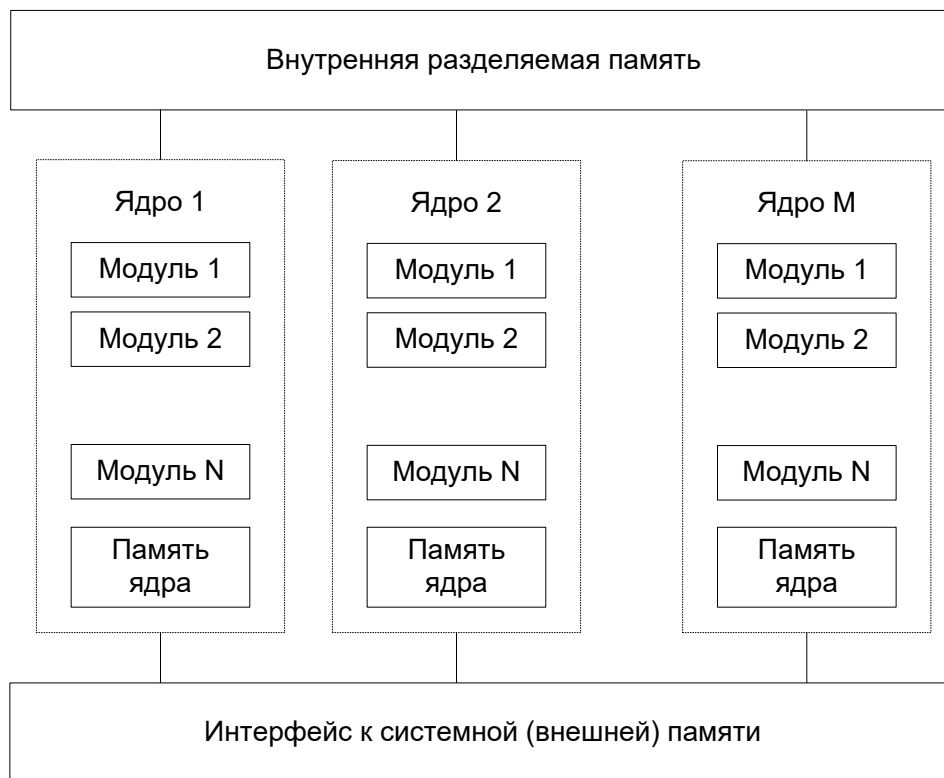 Внутренняя разделяемая память
Ядро 1
Модуль 1
Модуль 2
Модуль N
Память
ядра
Ядро 2
Модуль 1
Модуль 2
Модуль N
Память
ядра
Ядро M
Модуль 1
Модуль 2
Модуль N
Память
ядра
Интерфейс к системной (внешней) памяти